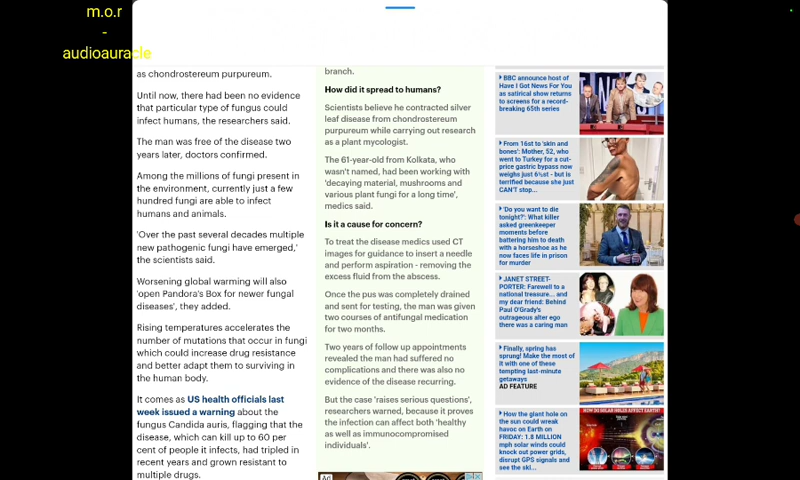 m.o.r
-
audioauracle
as chondrostereum purpureum.
Until now, there had been no evidence
that particular type of fungus could
infect humans, the researchers said.
The man was free of the disease two
years later, doctors confirmed.
Among the millions of fungi present in
the environment, currently just a few
hundred fungi are able to infect
humans and animals.
'Over the past several decades multiple
new pathogenic fungi have emerged,'
the scientists said.
Worsening global warming will also
'open Pandora's Box for newer fungal
diseases', they added.
Rising temperatures accelerates the
number of mutations that occur in fungi
which could increase drug resistance
and better adapt them to surviving in
the human body.
It comes as US health officials last
week issued a warning about the
fungus Candida auris, flagging that the
disease, which can kill up to 60 per
cent of people it infects, had tripled in
recent years and grown resistant to
multiple drugs.
branch.
How did it spread to humans?
Scientists believe he contracted silver
leaf disease from chondrostereum
purpureum while carrying out research
as a plant mycologist.
The 61-year-old from Kolkata, who
wasn't named, had been working with
'decaying material, mushrooms and
various plant fungi for a long time',
medics said.
Is it a cause for concern?
To treat the disease medics used CT
images for guidance to insert a needle
and perform aspiration - removing the
excess fluid from the abscess.
Once the pus was completely drained
and sent for testing, the man was given
two courses of antifungal medication
for two months.
Two years of follow up appointments
revealed the man had suffered no
complications and there was also no
evidence of the disease recurring.
But the case 'raises serious questions',
researchers warned, because it proves
the infection can affect both 'healthy
as well as immunocompromised
individuals'.
Ad
BBC announce host of
Have I Got News For You
as satirical show returns
to screens for a record-
breaking 65th series
From 16st to 'skin and
bones': Mother, 52, who
went to Turkey for a cut-
price gastric bypass now
weighs just 6½st - but is
terrified because she just
CAN'T stop...
'Do you want to die
tonight?': What killer
asked greenkeeper
moments before
battering him to death
with a horseshoe as he
now faces life in prison
for murder
JANET STREET-
PORTER: Farewell to a
national treasure... and
my dear friend: Behind
Paul O'Grady's
outrageous alter ego
there was a caring man
Finally, spring has
sprung! Make the most of
it with one of these
tempting last-minute
getaways
AD FEATURE
How the giant hole on
the sun could wreak
havoc on Earth on
FRIDAY: 1.8 MILLION
mph solar winds could
knock out power grids,
disrupt GPS signals and
see the ski...
HOW DO SOLAR HOLES AFFECT EARTH?